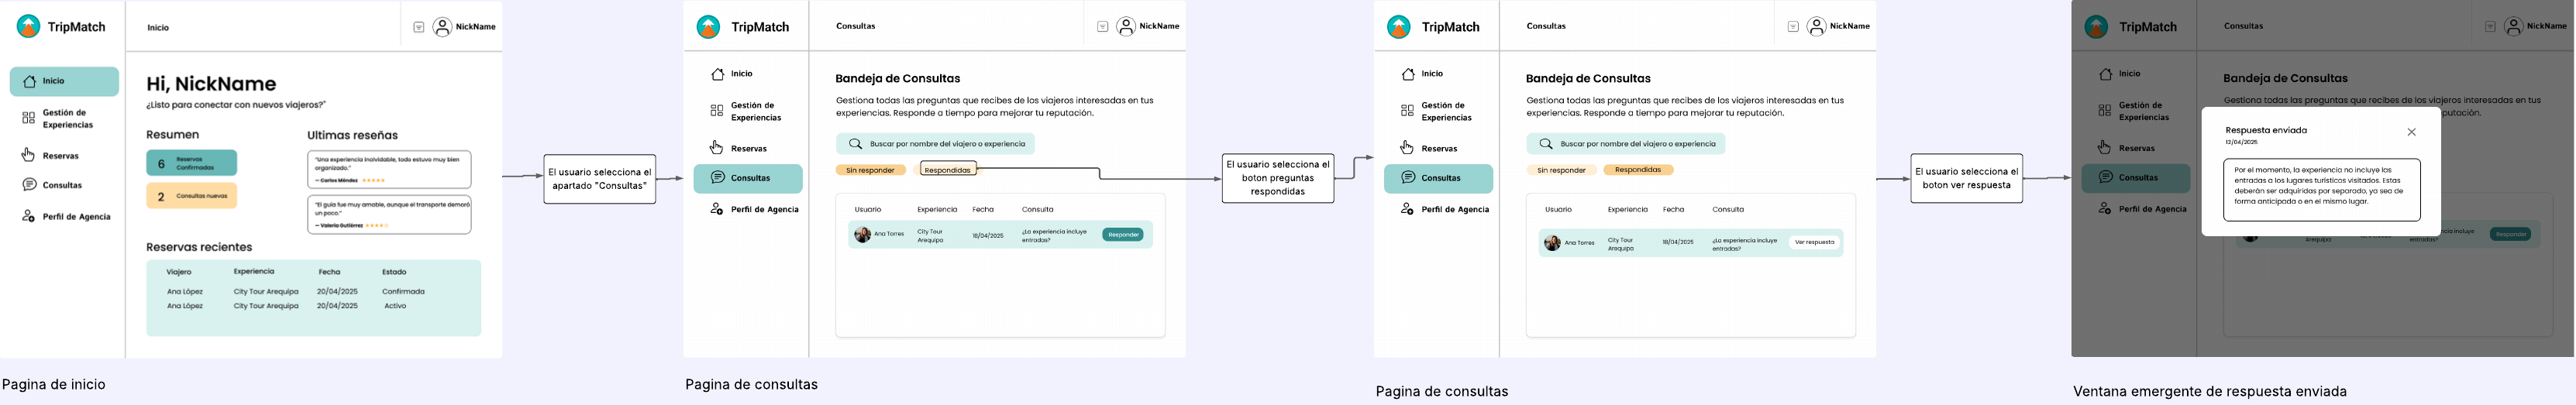 TripMatch
Inicio
NickName
Inicio
Gestión de
Experiencias
Reservas
Consultas
Perfil de Agencia
Hi, NickName
¿Listo para conectar con nuevos viajeros?"
Resumen
6
Reservas
Confirmadas
2
Consultas nuevas
Ultimas reseñas
"Una experiencia inolvidable, todo estuvo muy bien
organizado."
— Carlos Méndez ★★★★★
"El guía fue muy amable, aunque el transporte demoró
un poco."
— Valeria Gutiérrez ★★★★☆
Reservas recientes
Viajero Experiencia Fecha Estado
Ana López City Tour Arequipa 20/04/2025 Confirmada
Ana López City Tour Arequipa 20/04/2025 Activo
Pagina de inicio
El usuario selecciona el
apartado "Consultas"
TripMatch
Consultas
NickName
Inicio
Gestión de
Experiencias
Reservas
Consultas
Perfil de Agencia
Bandeja de Consultas
Gestiona todas las preguntas que recibes de los viajeros interesadas en tus
experiencias. Responde a tiempo para mejorar tu reputación.
Buscar por nombre del viajero o experiencia
Sin responder
Respondidas
Usuario Experiencia Fecha Consulta
Ana Torres
City Tour
Arequipa
18/04/2025
¿La experiencia incluye
entradas?
Responder
Pagina de consultas
El usuario selecciona el
boton preguntas
respondidas
TripMatch
Consultas
NickName
Inicio
Gestión de
Experiencias
Reservas
Consultas
Perfil de Agencia
Bandeja de Consultas
Gestiona todas las preguntas que recibes de los viajeros interesadas en tus
experiencias. Responde a tiempo para mejorar tu reputación.
Buscar por nombre del viajero o experiencia
Sin responder
Respondidas
Usuario Experiencia Fecha Consulta
Ana Torres
City Tour
Arequipa
18/04/2025
¿La experiencia incluye
entradas?
Ver respuesta
Pagina de consultas
El usuario selecciona el
boton ver respuesta
TripMatch
Consultas
NickName
Inicio
Gestión de
Experiencias
Reservas
Consultas
Perfil de Agencia
Bandeja de Consultas
Gestiona todas las preguntas que recibes de los viajeros interesadas en tus
putación.
Respuesta enviada
12/04/2025
Por el momento, la experiencia no incluye las
entradas a los lugares turísticos visitados. Estas
deberán ser adquiridas por separado, ya sea de
forma anticipada o en el mismo lugar.
Arequipa
incluye
entradas?
Responder
Ventana emergente de respuesta enviada